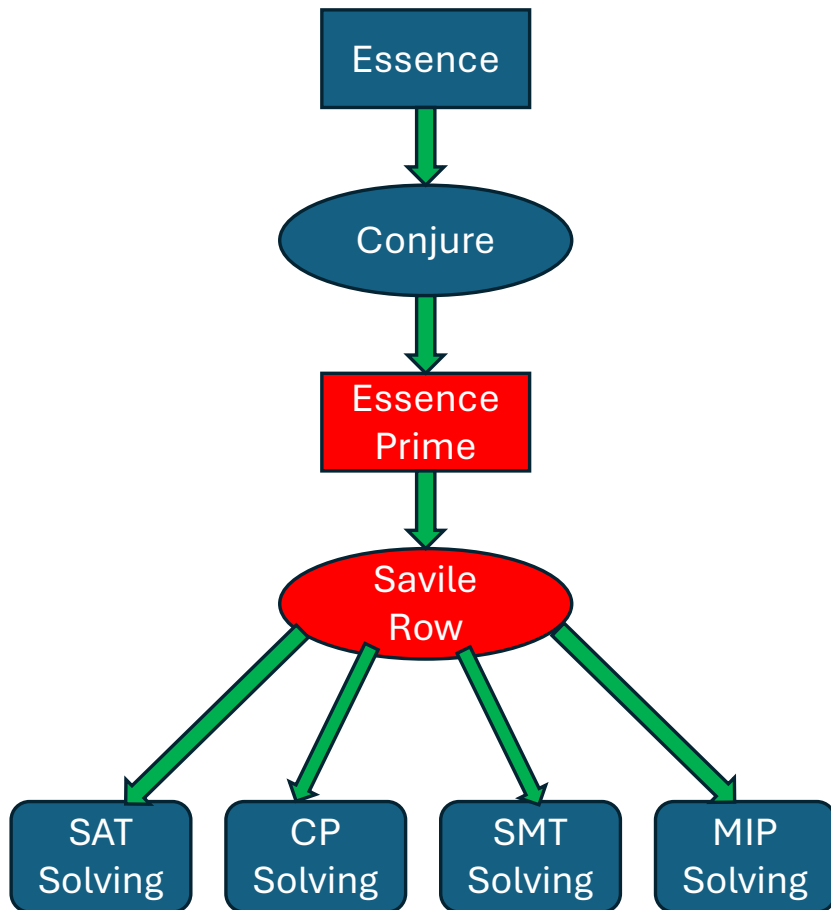 Essence
Conjure
Essence
Prime
Savile
Row
SAT
Solving
CP
Solving
SMT
Solving
MIP
Solving